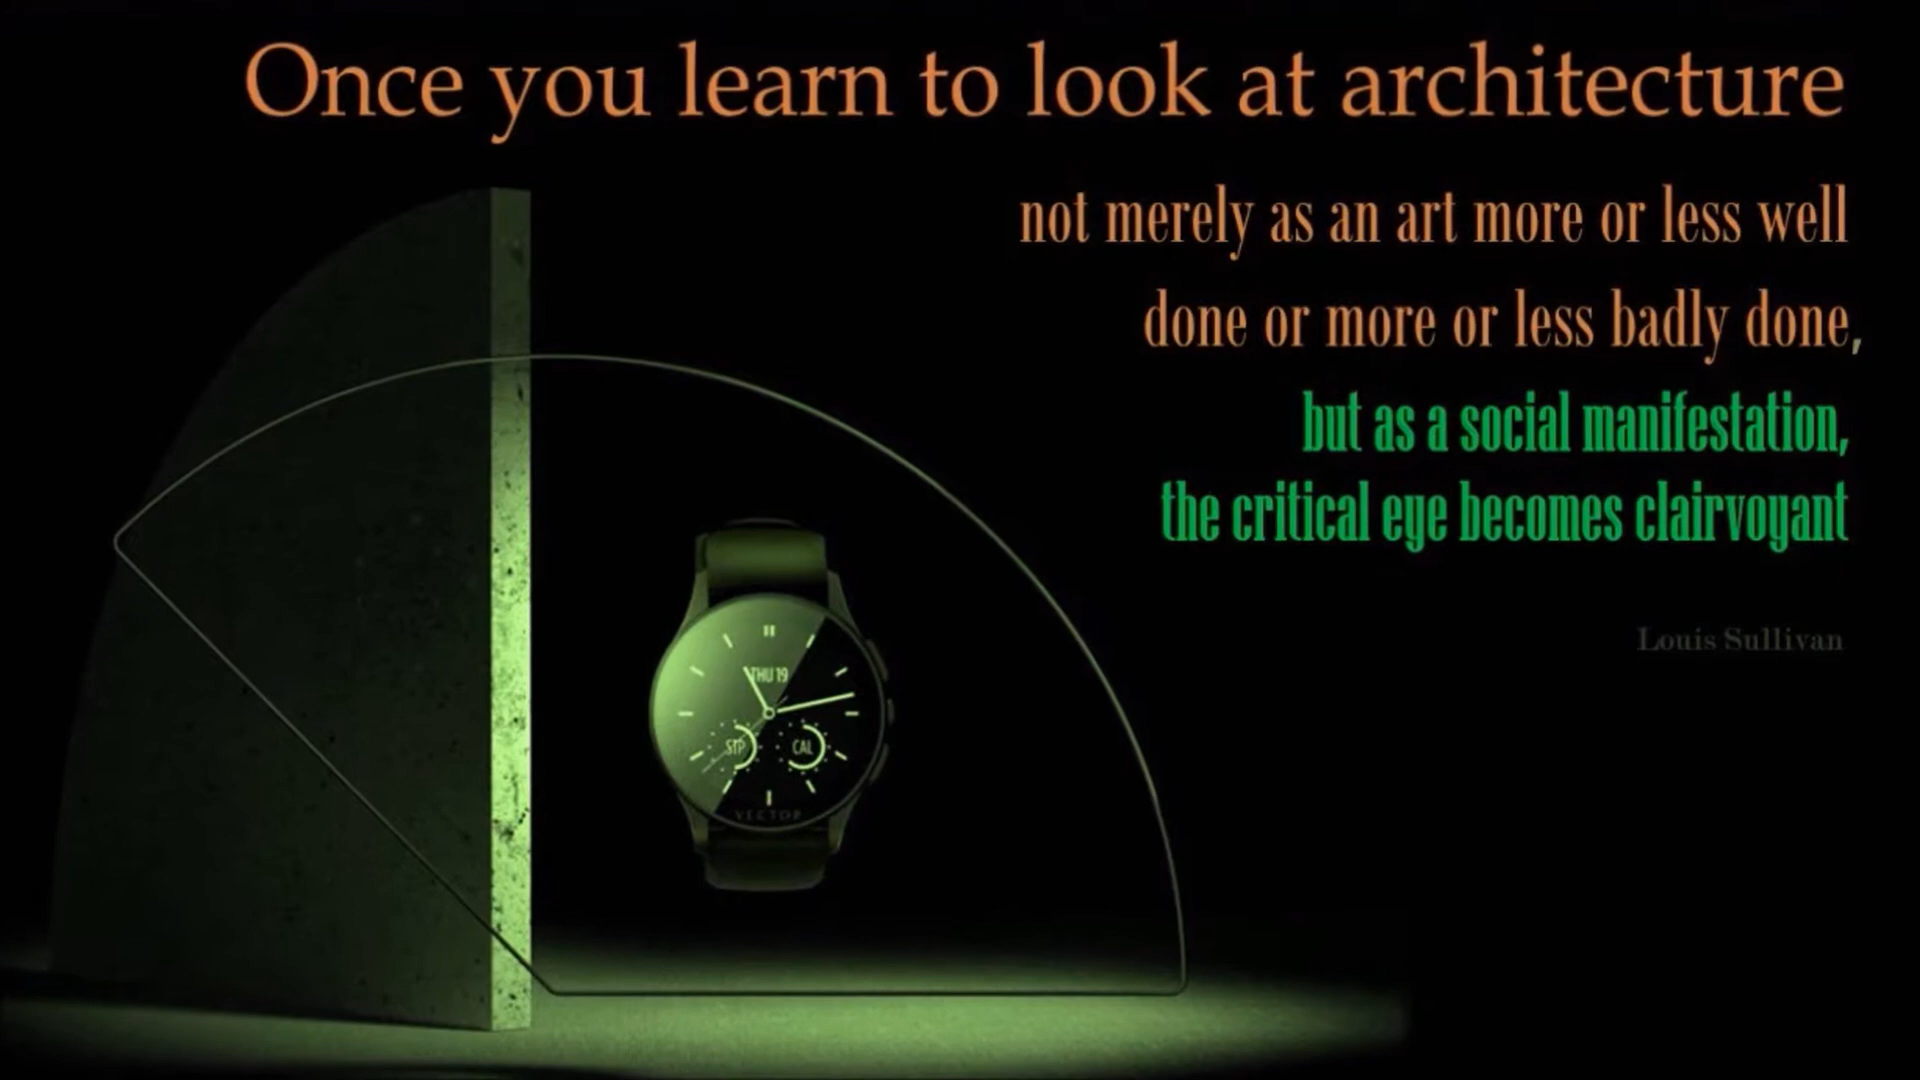 Once you learn to look at architecture
not merely as an art more or less well
done or more or less badly done,
but as a social manifestation,
the critical eye becomes clairvoyant
Louis Sullivan
THU 19
STP
CAL
VECTOR